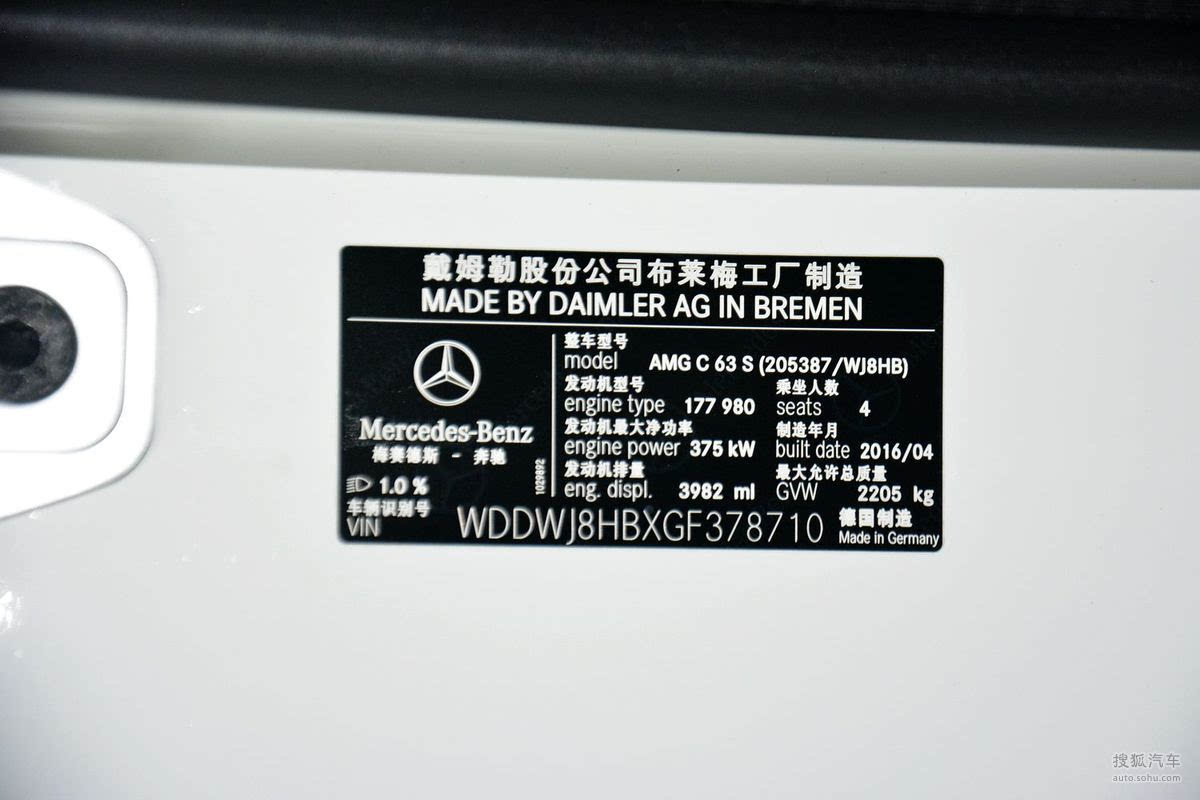 戴姆勒股份公司布莱梅工厂制造
MADE BY DAIMLER AG IN BREMEN
整车型号
model AMG C 63 S (205387/WJ8HB)
发动机型号 乘坐人数
engine type 177 980 seats 4
发动机最大净功率 制造年月
engine power 375 kW built date 2016/04
发动机排量 最大允许总质量
eng. displ. 3982 ml GVW 2205 kg
Mercedes-Benz
梅赛德斯 - 奔驰
1029892
1.0 %
车辆识别号
VIN WDDWJ8HBXGF378710
德国制造
Made in Germany
搜狐汽车
auto.sohu.com